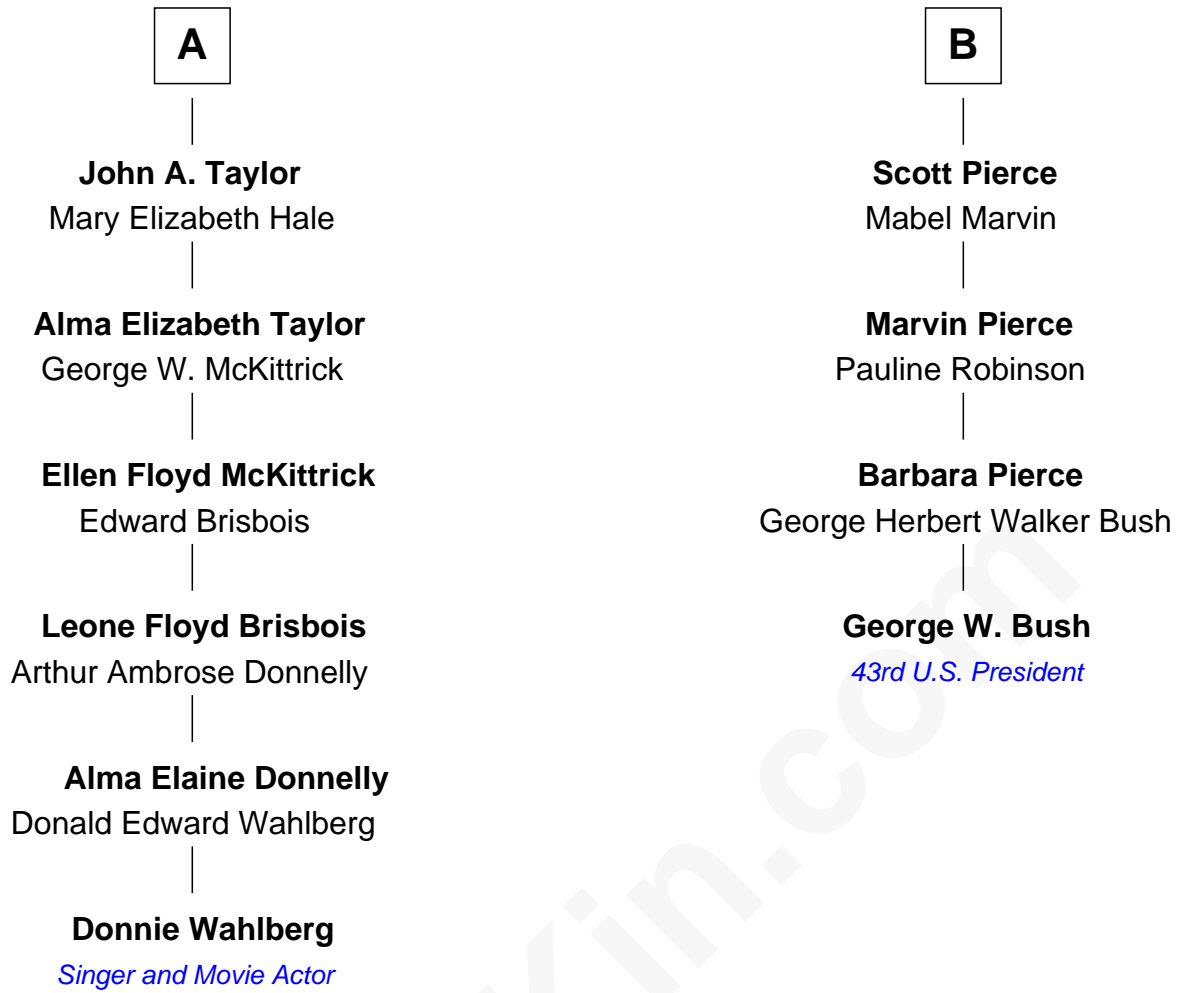 A
John A. Taylor
Mary Elizabeth Hale
Alma Elizabeth Taylor
George W. McKittrick
Ellen Floyd McKittrick
Edward Brisbois
Leone Floyd Brisbois
Arthur Ambrose Donnelly
Alma Elaine Donnelly
Donald Edward Wahlberg
Donnie Wahlberg
Singer and Movie Actor
B
Scott Pierce
Mabel Marvin
Marvin Pierce
Pauline Robinson
Barbara Pierce
George Herbert Walker Bush
George W. Bush
43rd U.S. President